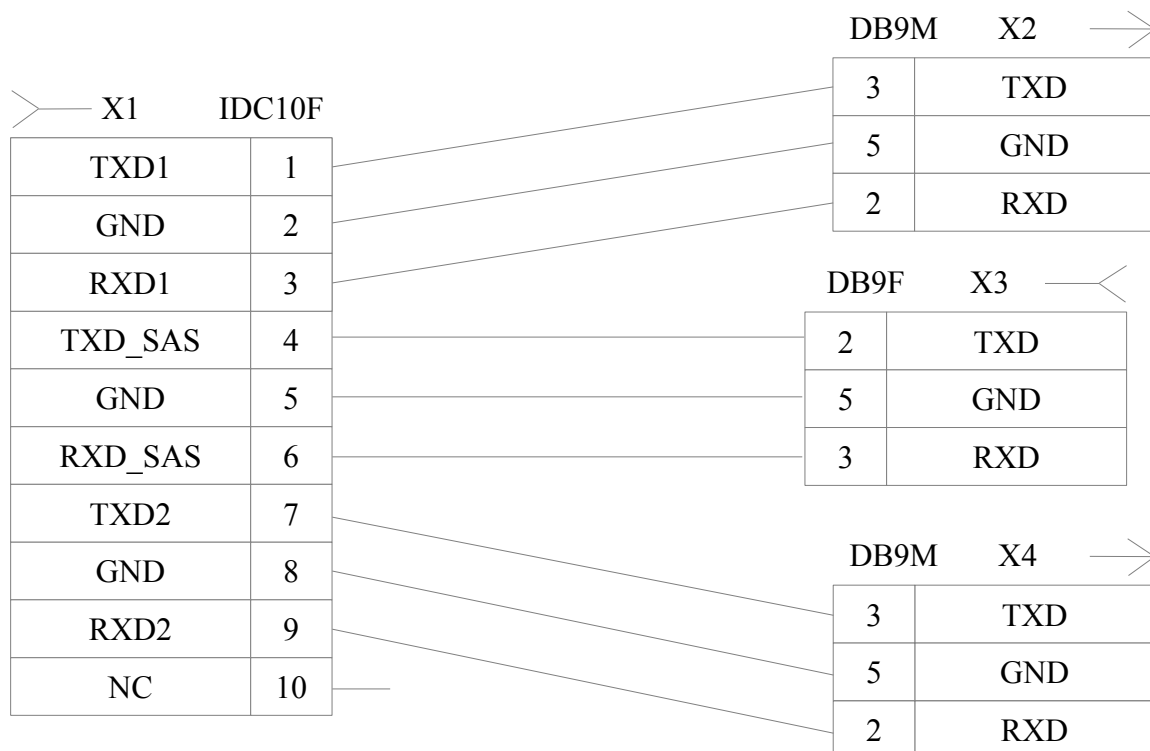 X1 IDC10F
TXD1 1
GND 2
RXD1 3
TXD_SAS 4
GND 5
RXD_SAS 6
TXD2 7
GND 8
RXD2 9
NC 10
DB9M X2
3 TXD
5 GND
2 RXD
DB9F X3
2 TXD
5 GND
3 RXD
DB9M X4
3 TXD
5 GND
2 RXD